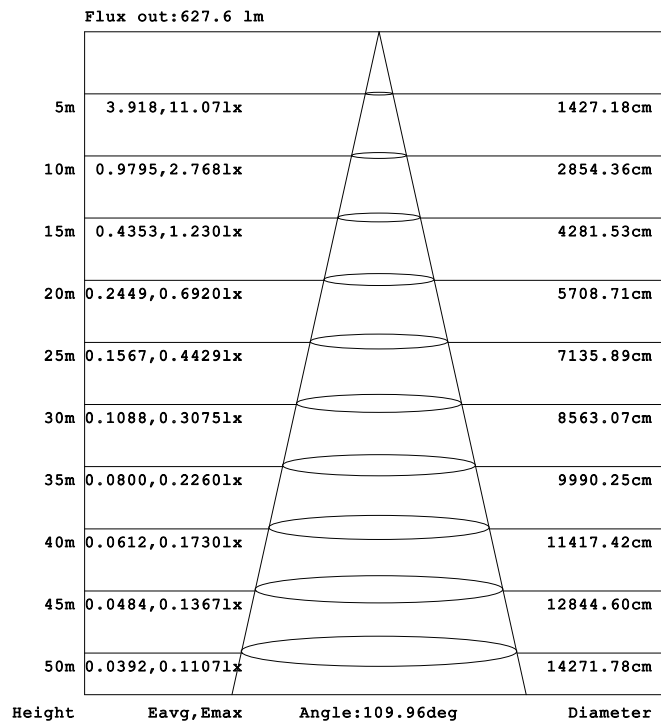 Flux out:627.6 lm
5m 3.918,11.07lx 1427.18cm
10m 0.9795,2.768lx 2854.36cm
15m 0.4353,1.230lx 4281.53cm
20m 0.2449,0.6920lx 5708.71cm
25m 0.1567,0.4429lx 7135.89cm
30m 0.1088,0.3075lx 8563.07cm
35m 0.0800,0.2260lx 9990.25cm
40m 0.0612,0.1730lx 11417.42cm
45m 0.0484,0.1367lx 12844.60cm
50m 0.0392,0.1107lx 14271.78cm
Height Eavg,Emax Angle:109.96deg Diameter